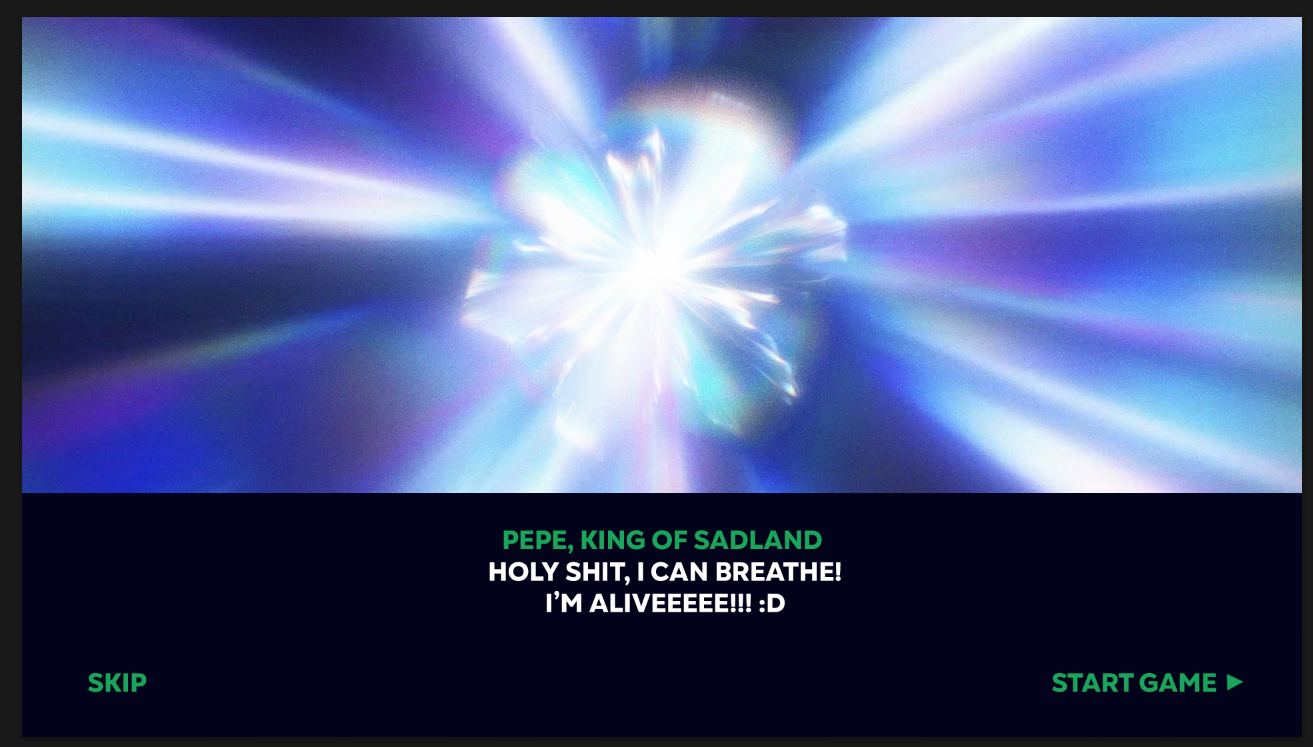 PEPE, KING OF SADLAND
HOLY SHIT, I CAN BREATHE!
I'M ALIVEEEEE!!! :D
SKIP
START GAME ►